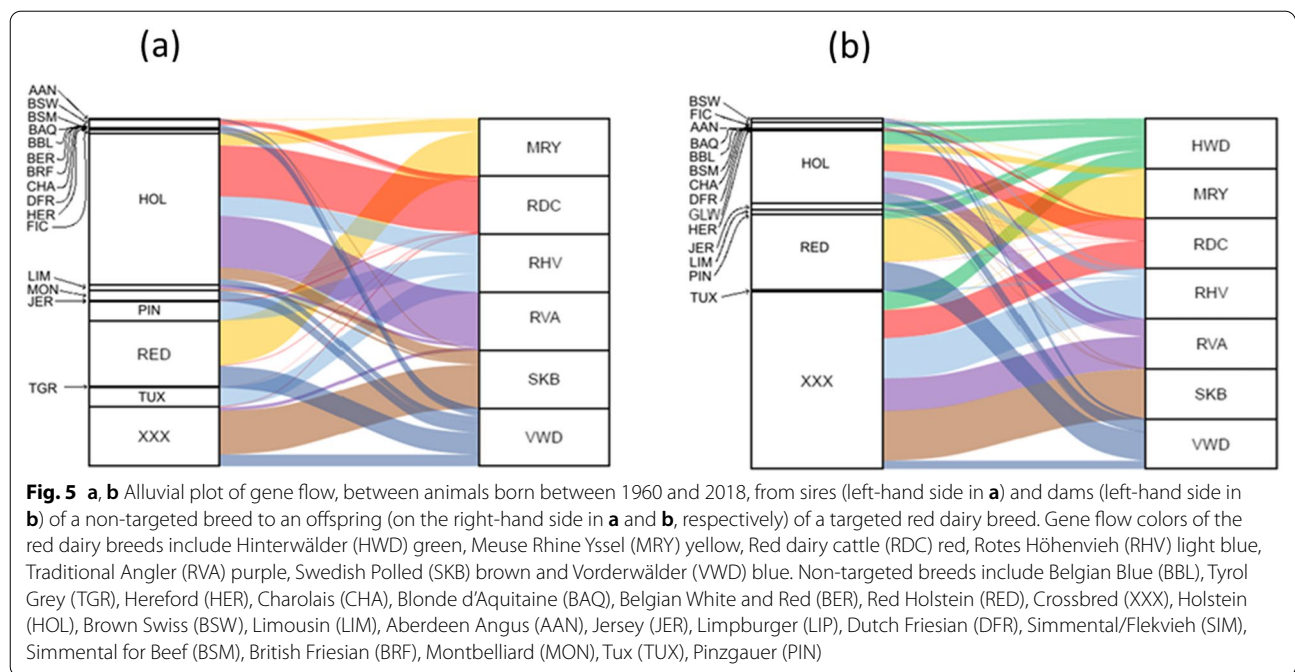 (a)
AAN
BSW
BSM
BAQ
BBL
BER
BRF
CHA
DFR
HER
FIC
HOL
LIM
MON
JER
PIN
RED
TGR
TUX
XXX
MRY
RDC
RHV
RVA
SKB
VWD
(b)
BSW
FIC
AAN
BAQ
BBL
BSM
CHA
DFR
GLW
HER
JER
LIM
PIN
TUX
HOL
RED
XXX
HWD
MRY
RDC
RHV
RVA
SKB
VWD
Fig. 5 a, b Alluvial plot of gene flow, between animals born between 1960 and 2018, from sires (left-hand side in a) and dams (left-hand side in
b) of a non-targeted breed to an offspring (on the right-hand side in a and b, respectively) of a targeted red dairy breed. Gene flow colors of the
red dairy breeds include Hinterwälder (HWD) green, Meuse Rhine Yssel (MRY) yellow, Red dairy cattle (RDC) red, Rotes Höhenvieh (RHV) light blue,
Traditional Angler (RVA) purple, Swedish Polled (SKB) brown and Vorderwälder (VWD) blue. Non-targeted breeds include Belgian Blue (BBL), Tyrol
Grey (TGR), Hereford (HER), Charolais (CHA), Blonde d'Aquitaine (BAQ), Belgian White and Red (BER), Red Holstein (RED), Crossbred (XXX), Holstein
(HOL), Brown Swiss (BSW), Limousin (LIM), Aberdeen Angus (AAN), Jersey (JER), Limpburger (LIP), Dutch Friesian (DFR), Simmental/Flekvieh (SIM),
Simmental for Beef (BSM), British Friesian (BRF), Montbelliard (MON), Tux (TUX), Pinzgauer (PIN)